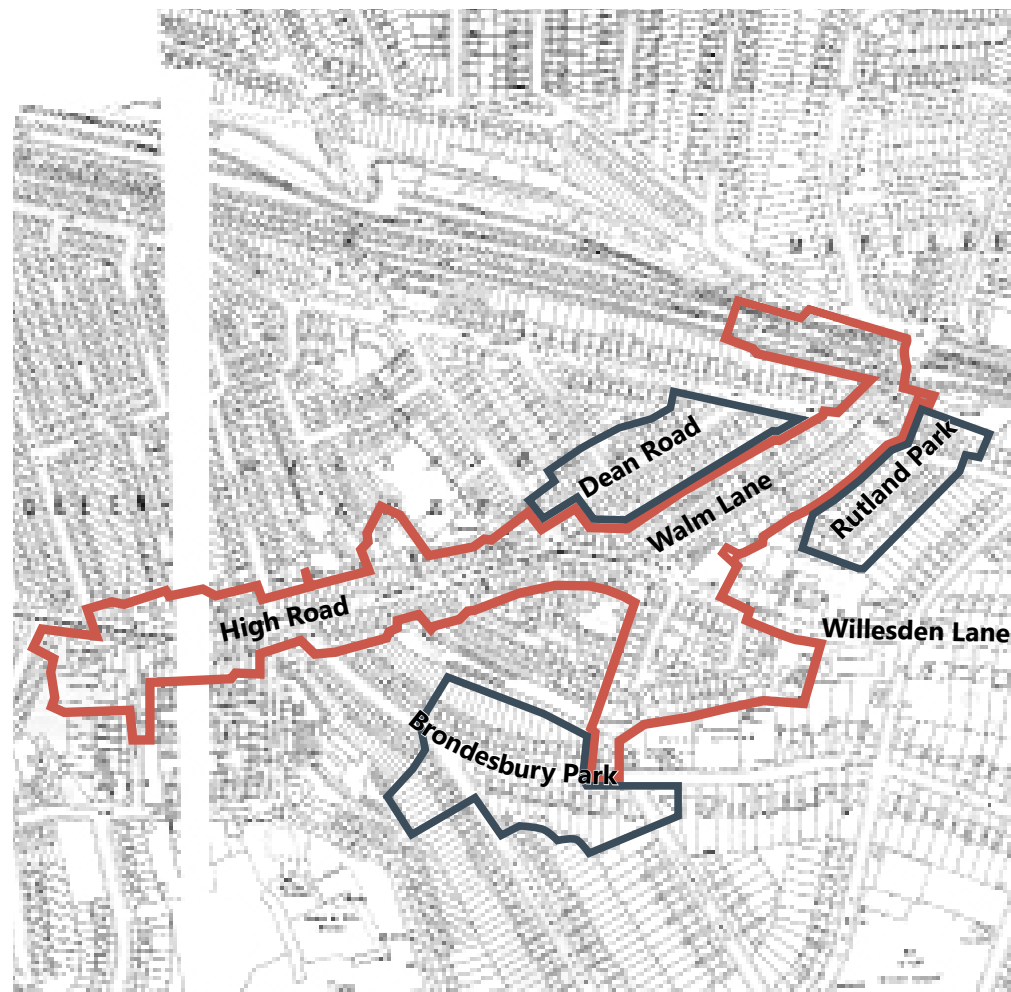 Dean Road
Rutland Park
Walm Lane
High Road
Willesden Lane
Brondesbury Park